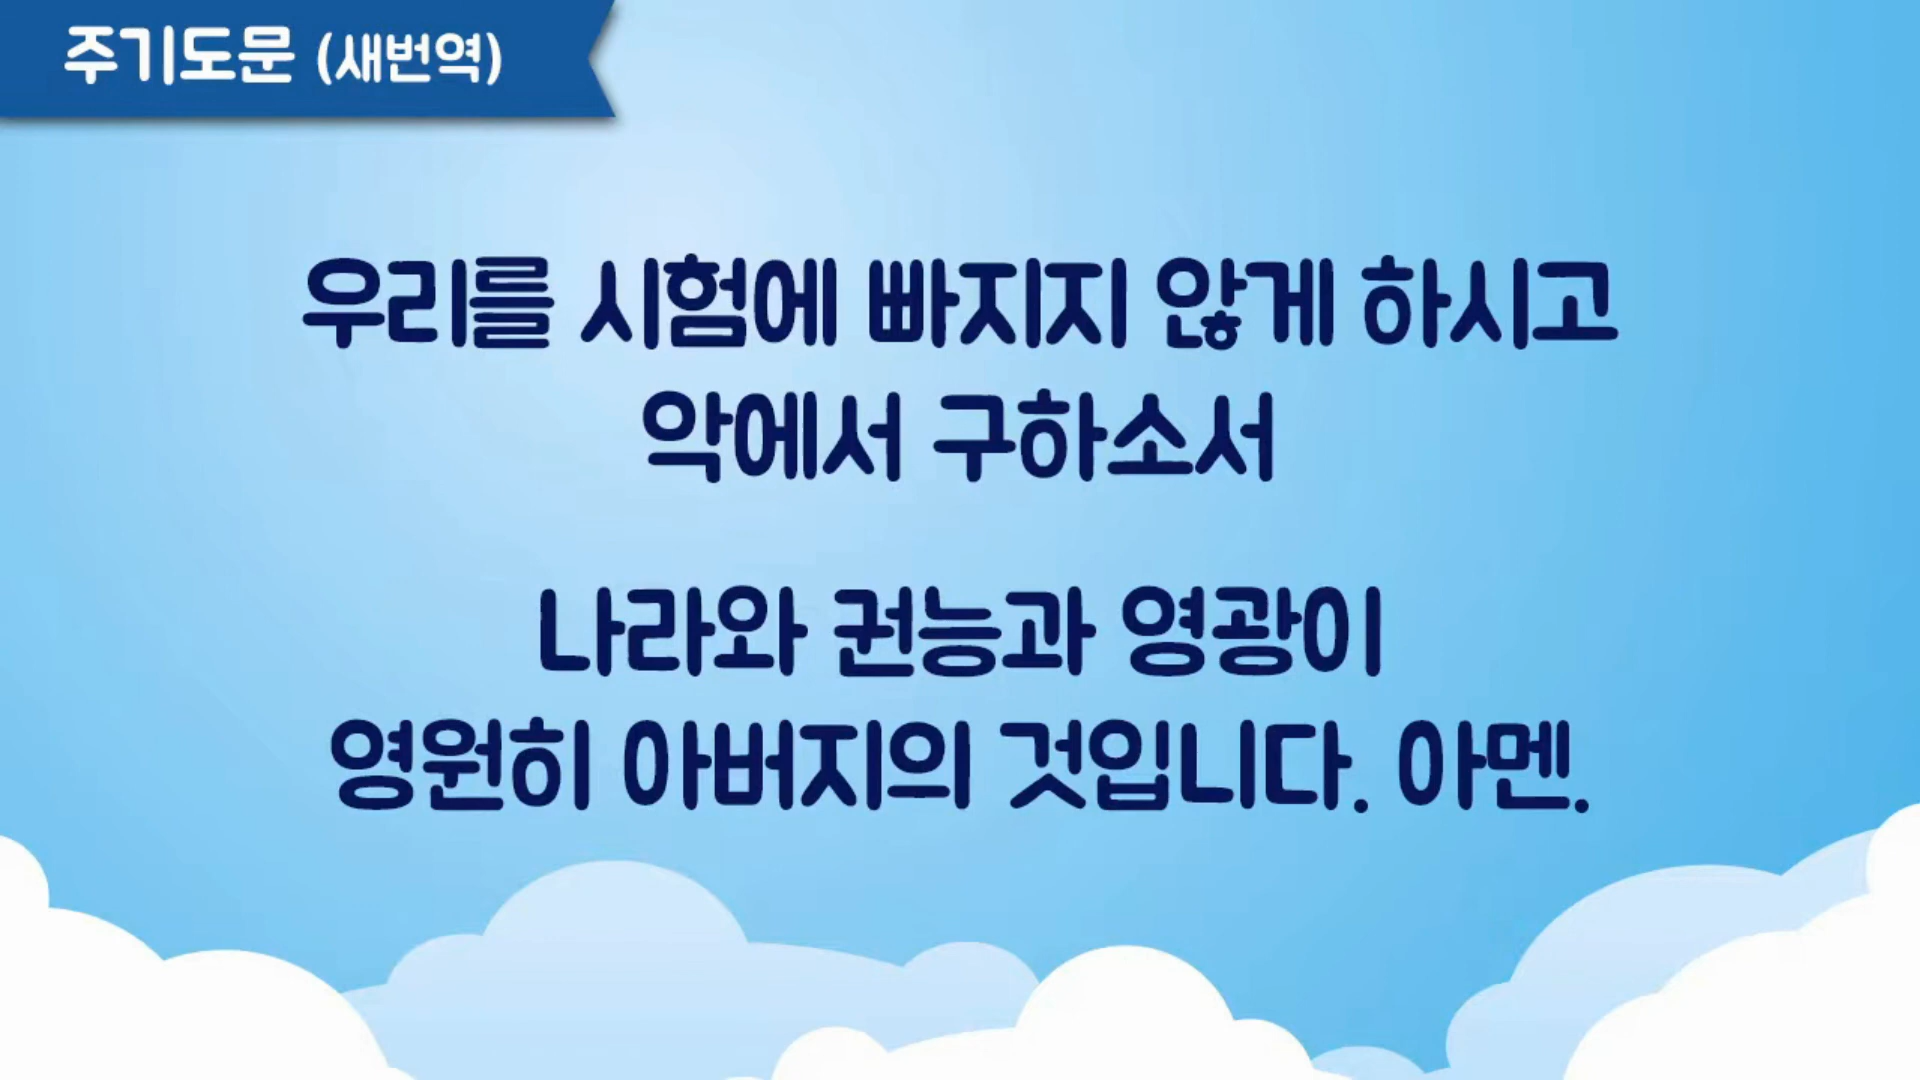 주기도문 (새번역)
우리를 시험에 빠지지 않게 하시고
악에서 구하소서
나라와 권능과 영광이
영원히 아버지의 것입니다. 아멘.